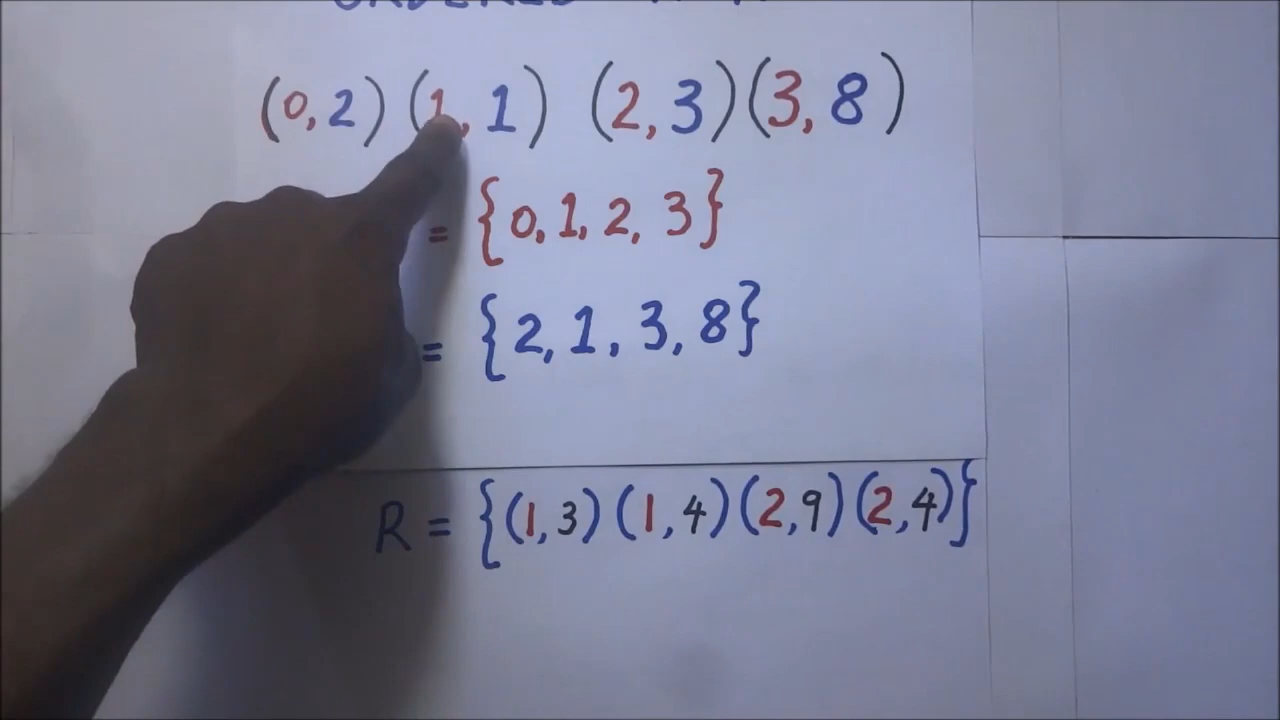 (0, 2) (1, 1) (2, 3) (3, 8)
= {0, 1, 2, 3}
= {2, 1, 3, 8}
R = {(1, 3) (1, 4) (2, 9) (2, 4)}